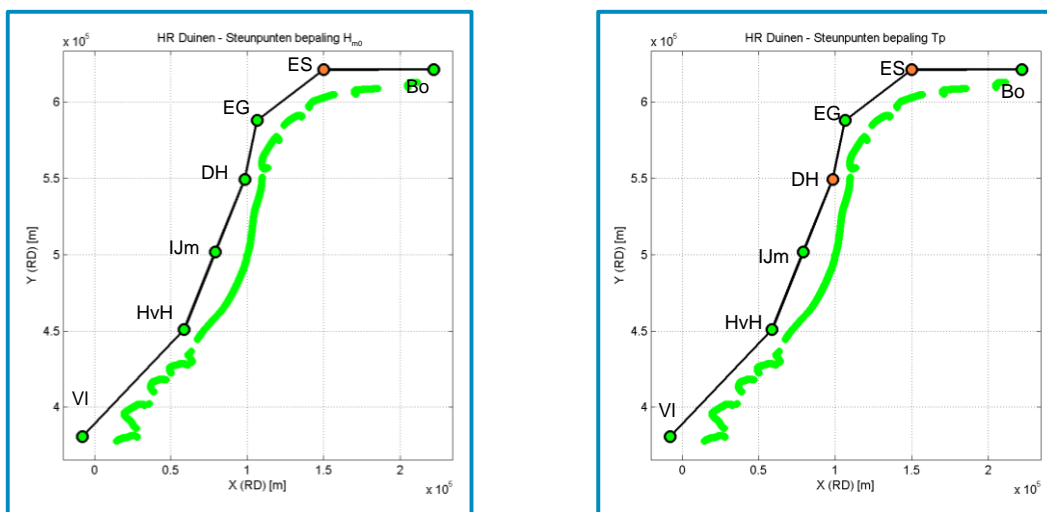 HR Duinen - Steunpunten bepaling Hm0
x 10^5
ES
Bo
6
EG
5.5
DH
Y (RD) [m]
5
IJm
HvH
4.5
VI
4
0
0.5
1
1.5
2
X (RD) [m]
x 10^5
HR Duinen - Steunpunten bepaling Tp
x 10^5
ES
Bo
6
EG
5.5
DH
Y (RD) [m]
5
IJm
HvH
4.5
VI
4
0
0.5
1
1.5
2
X (RD) [m]
x 10^5